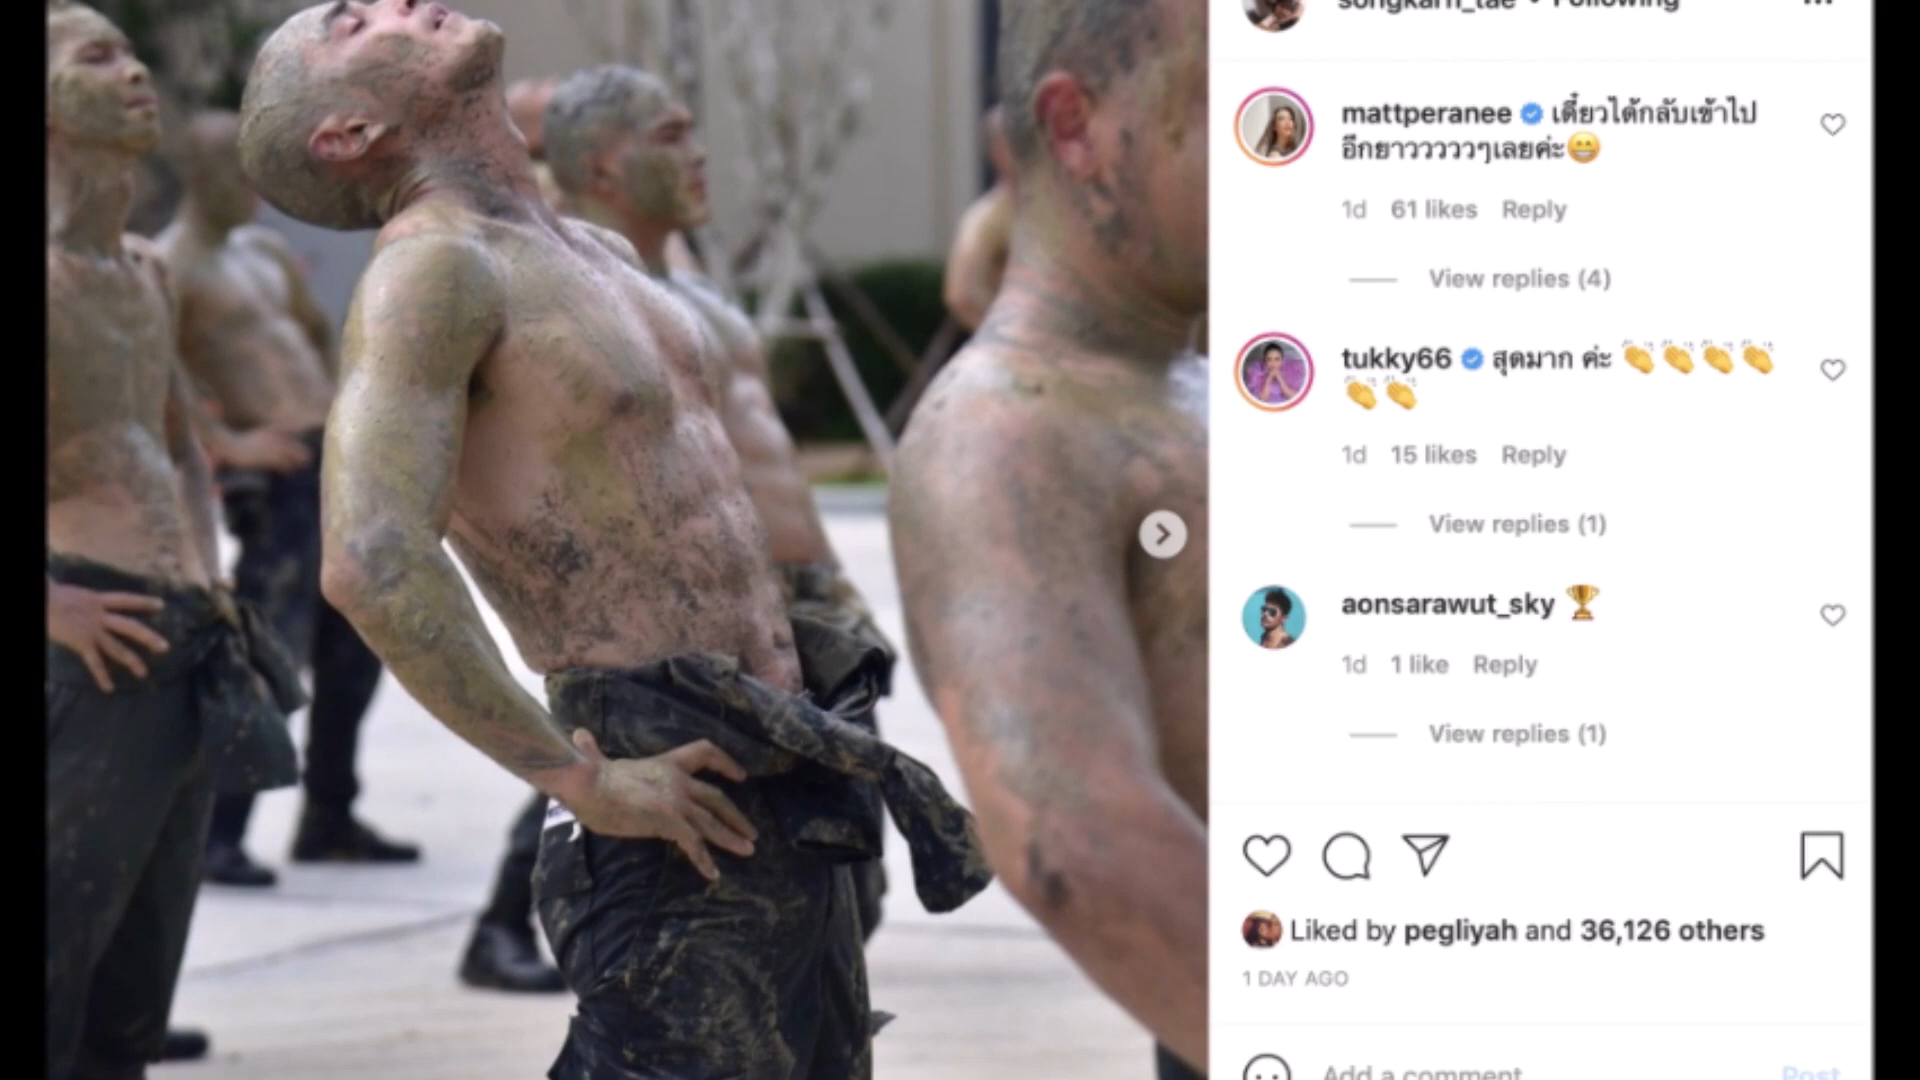 songkarn_tae • Following
mattperanee เดี๋ยวได้กลับเข้าไป
อีกยาวววววๆเลยค่ะ😁
1d 61 likes Reply
View replies (4)
tukky66 สุดมาก ค่ะ 👏👏👏👏
👏👏
1d 15 likes Reply
View replies (1)
aonsarawut_sky 🏆
1d 1 like Reply
View replies (1)
Liked by pegliyah and 36,126 others
1 DAY AGO
Add a comment
Post